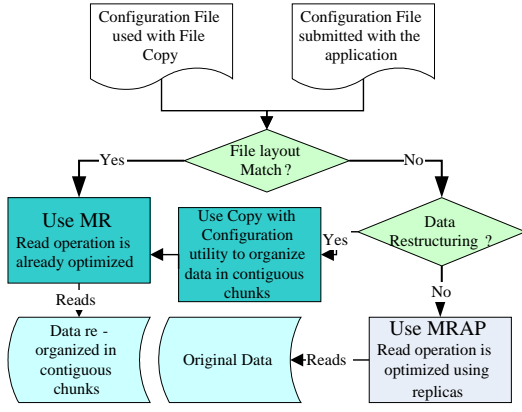 Configuration File
used with File
Copy
Configuration File
submitted with the
application
File layout
Match ?
Yes
No
Use MR
Read operation is
already optimized
Use Copy with
Configuration
utility to organize
data in contiguous
chunks
Yes
Data
Restructuring ?
Reads
No
Data re -
organized in
contiguous
chunks
Original Data
Reads
Use MRAP
Read operation is
optimized using
replicas